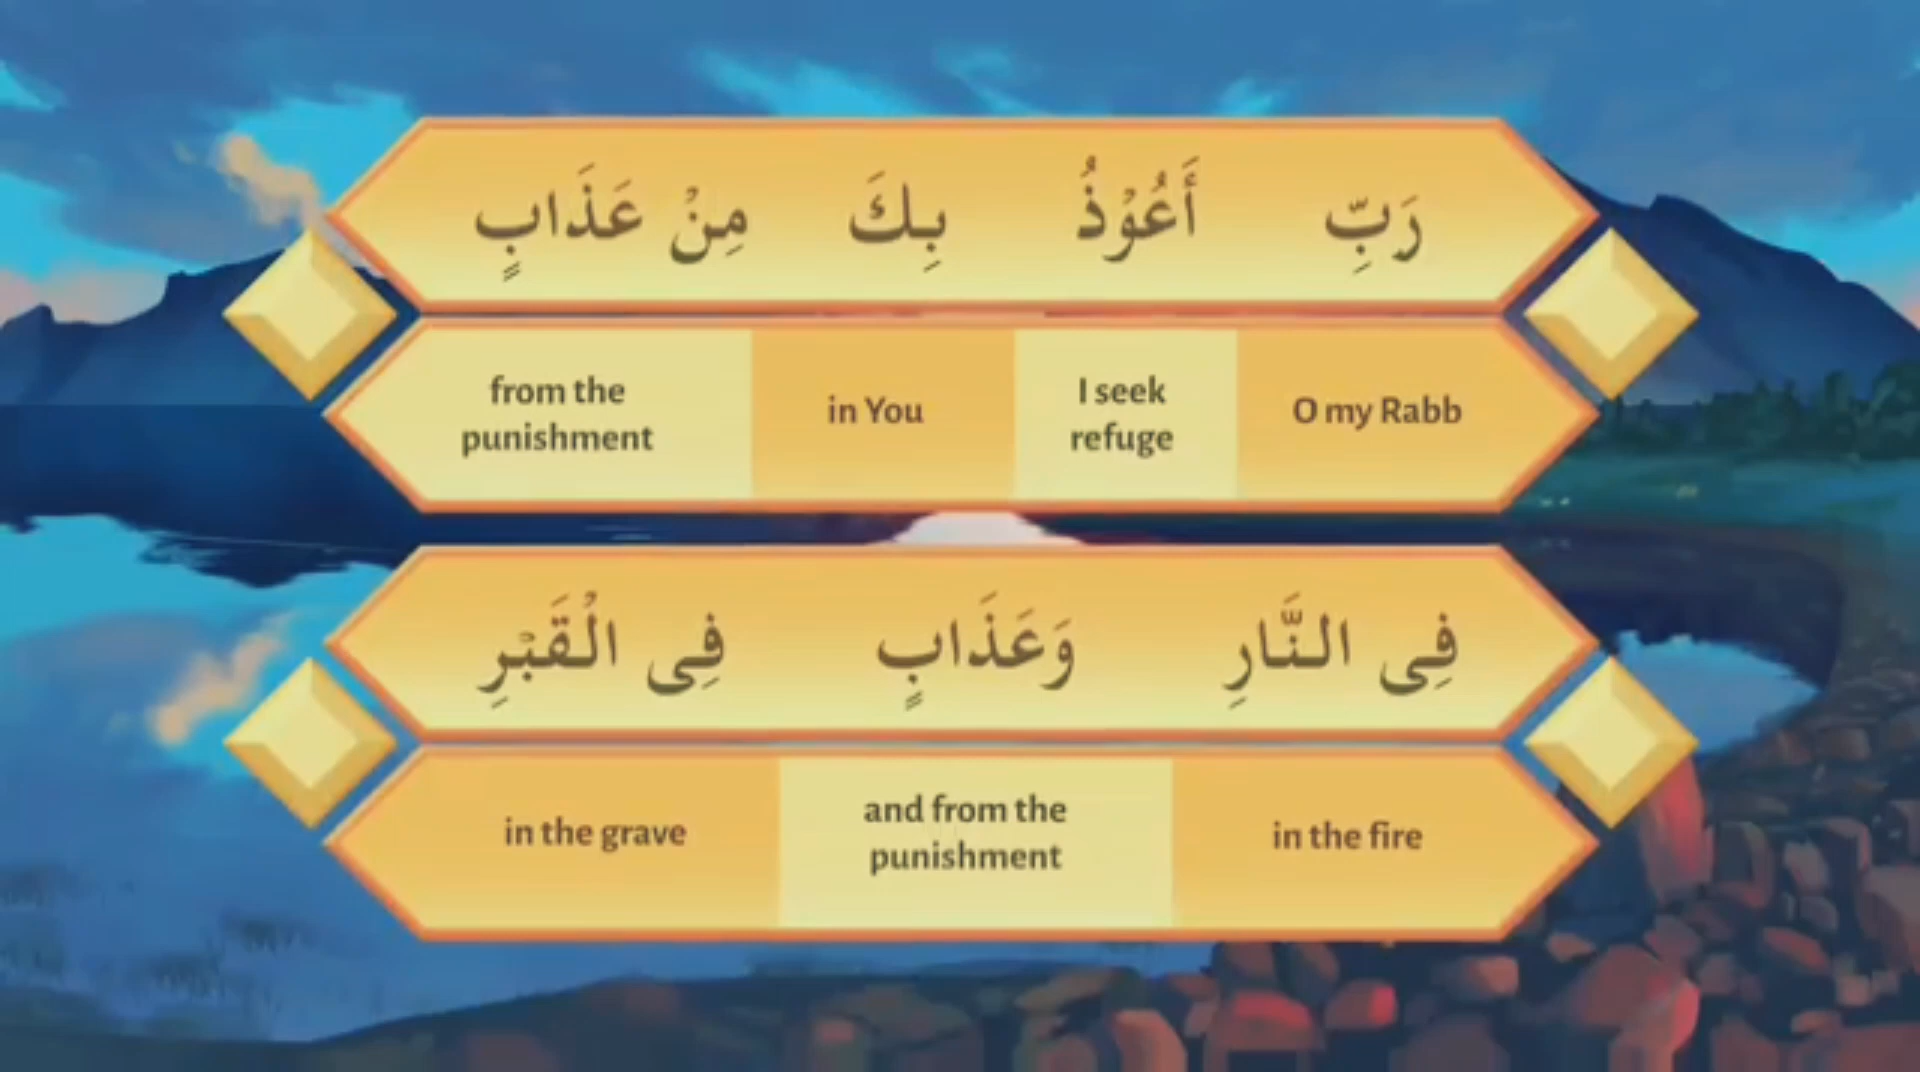 رَبِّ أَعُوْذُ بِكَ مِنْ عَذَابٍ
O my Rabb
I seek
refuge
in You
from the
punishment
فِى النَّارِ وَعَذَابٍ فِى الْقَبْرِ
in the fire
and from the
punishment
in the grave